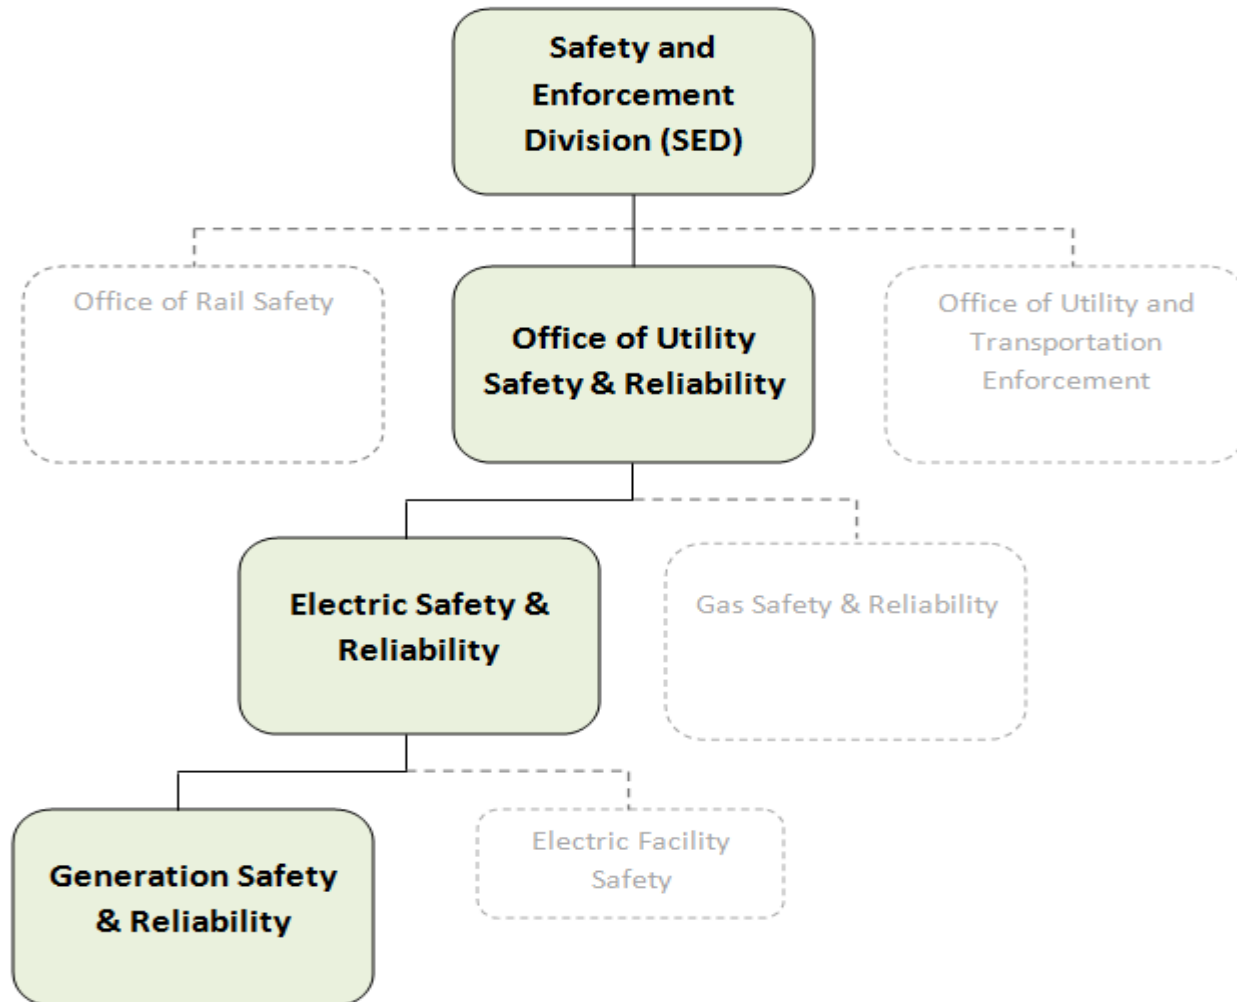 Safety and
Enforcement
Division (SED)
Office of Rail Safety
Office of Utility
Safety & Reliability
Office of Utility and
Transportation
Enforcement
Electric Safety &
Reliability
Gas Safety & Reliability
Generation Safety
& Reliability
Electric Facility
Safety